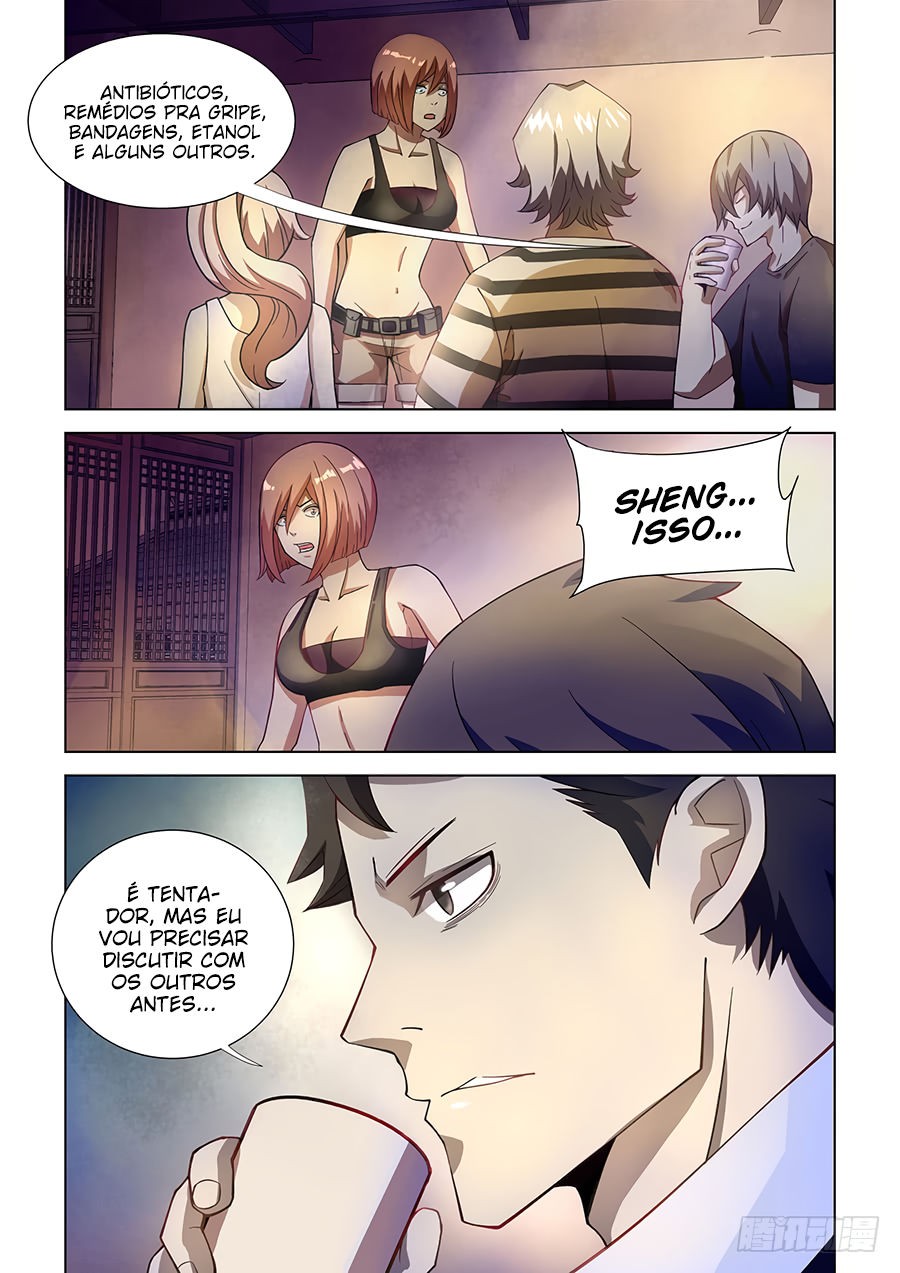 ANTIBIÓTICOS,
REMÉDIOS PRA GRIPE,
BANDAGENS, ETANOL
E ALGUNS OUTROS.
SHENG...
ISSO...
É TENTA-
DOR, MAS EU
VOU PRECISAR
DISCUTIR COM
OS OUTROS
ANTES...
腾讯动漫